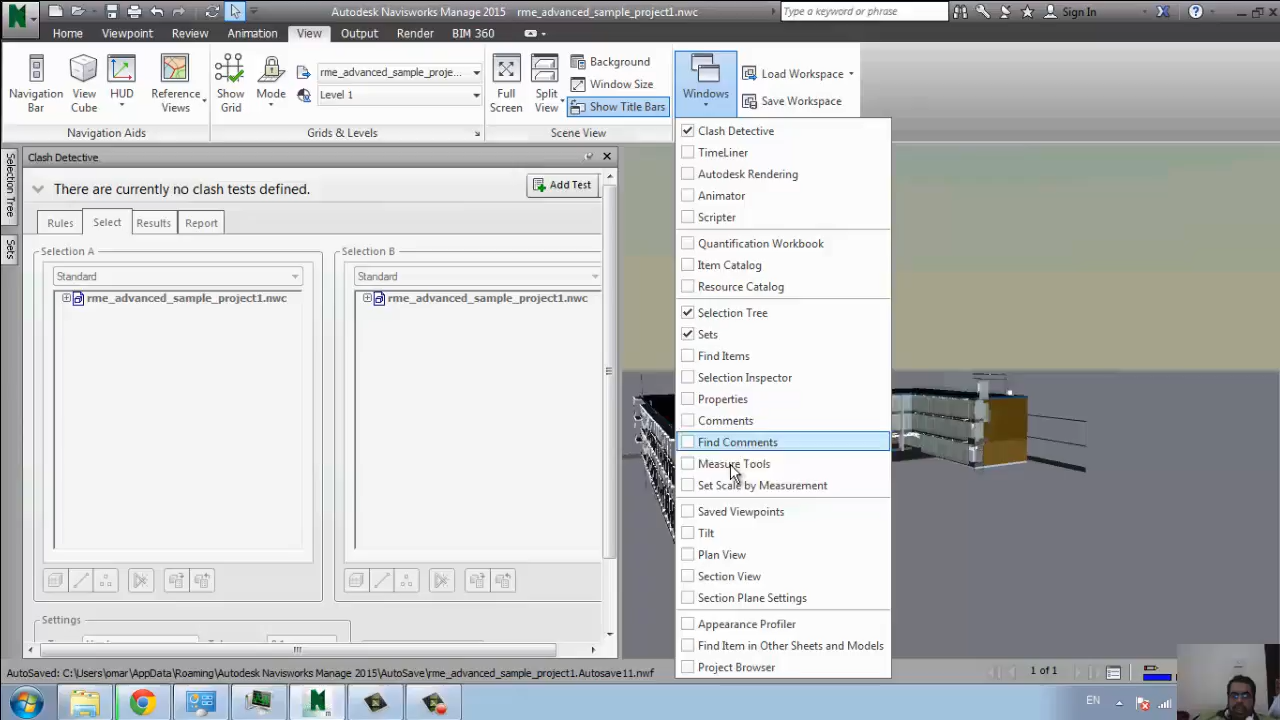 Autodesk Navisworks Manage 2015 rme_advanced_sample_project1.nwc
Type a keyword or phrase
Sign In
Home Viewpoint Review Animation View Output Render BIM 360
Navigation Bar
View Cube
HUD
Reference Views
Navigation Aids
Show Grid
Mode
rme_advanced_sample_proje...
Level 1
Grids & Levels
Full Screen
Split View
Background
Window Size
Show Title Bars
Scene View
Windows
Load Workspace
Save Workspace
Selection Tree
Sets
Clash Detective
There are currently no clash tests defined.
Add Test
Rules Select Results Report
Selection A
Standard
rme_advanced_sample_project1.nwc
Selection B
Standard
rme_advanced_sample_project1.nwc
Settings
Clash Detective
TimeLiner
Autodesk Rendering
Animator
Scripter
Quantification Workbook
Item Catalog
Resource Catalog
Selection Tree
Sets
Find Items
Selection Inspector
Properties
Comments
Find Comments
Measure Tools
Set Scale by Measurement
Saved Viewpoints
Tilt
Plan View
Section View
Section Plane Settings
Appearance Profiler
Find Item in Other Sheets and Models
Project Browser
AutoSaved: C:\Users\omar\AppData\Roaming\Autodesk Navisworks Manage 2015\AutoSave\rme_advanced_sample_project1.Autosave11.nwf
1 of 1
EN